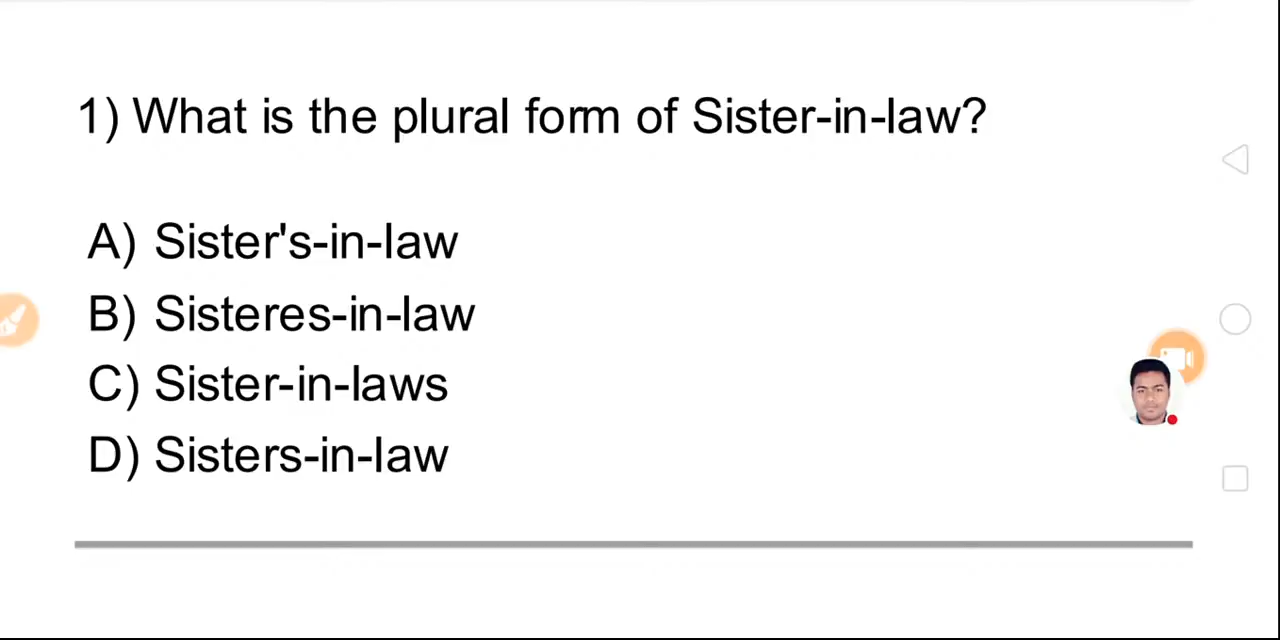 1) What is the plural form of Sister-in-law?
A) Sister's-in-law
B) Sisteres-in-law
C) Sister-in-laws
D) Sisters-in-law